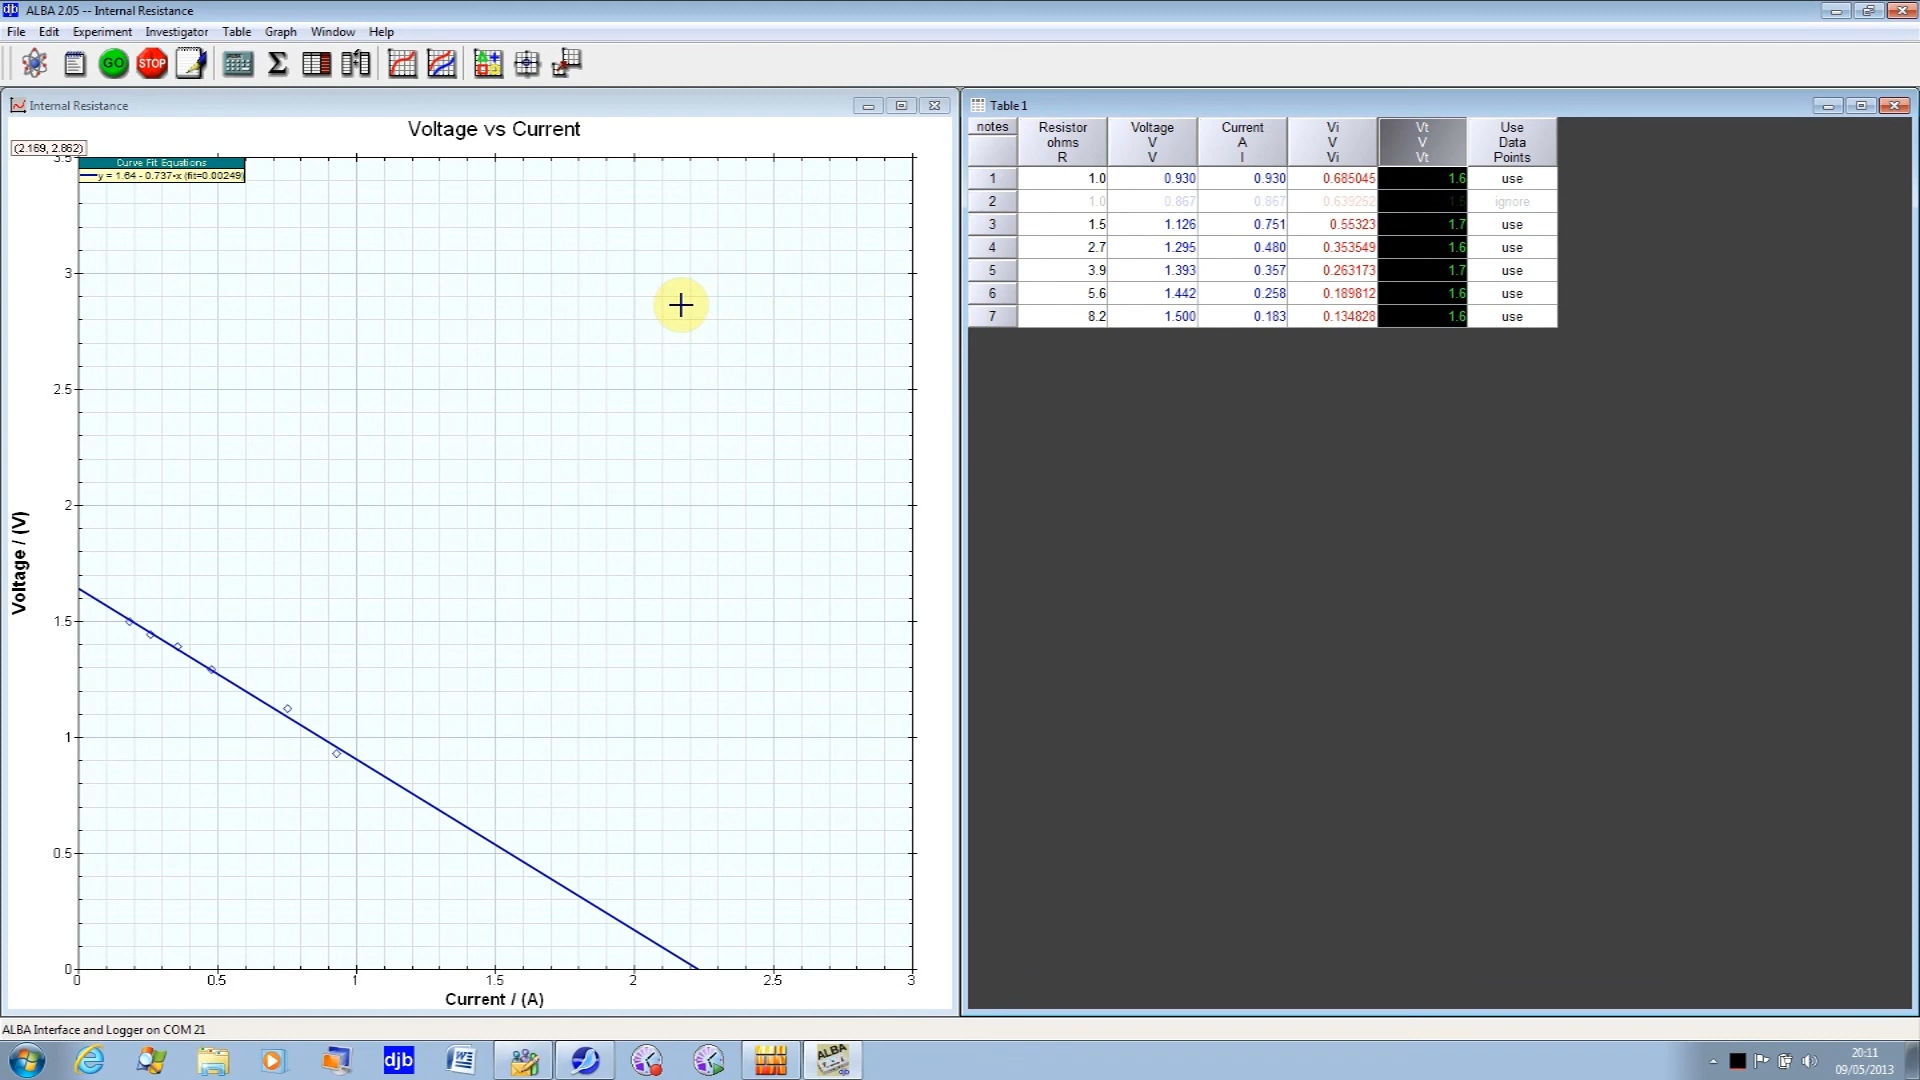 ALBA 2.05 -- Internal Resistance
File Edit Experiment Investigator Table Graph Window Help
GO STOP
Internal Resistance
Voltage vs Current
(2.169, 2.862)
3.5
Curve Fit Equations
y = 1.64 - 0.737•x (fit=0.00249)
3
2.5
2
1.5
1
0.5
0
Voltage / (V)
0 0.5 1 1.5 2 2.5 3
Current / (A)
Table 1
notes Resistor ohms R Voltage V V Current A I Vi V Vi Vt V Vt Use Data Points
1 1.0 0.930 0.930 0.685045 1.6 use
2 1.0 0.867 0.867 0.639252 1.5 ignore
3 1.5 1.126 0.751 0.55323 1.7 use
4 2.7 1.295 0.480 0.353549 1.6 use
5 3.9 1.393 0.357 0.263173 1.7 use
6 5.6 1.442 0.258 0.189812 1.6 use
7 8.2 1.500 0.183 0.134828 1.6 use
ALBA Interface and Logger on COM 21
djb
ALBA
20:11
09/05/2013